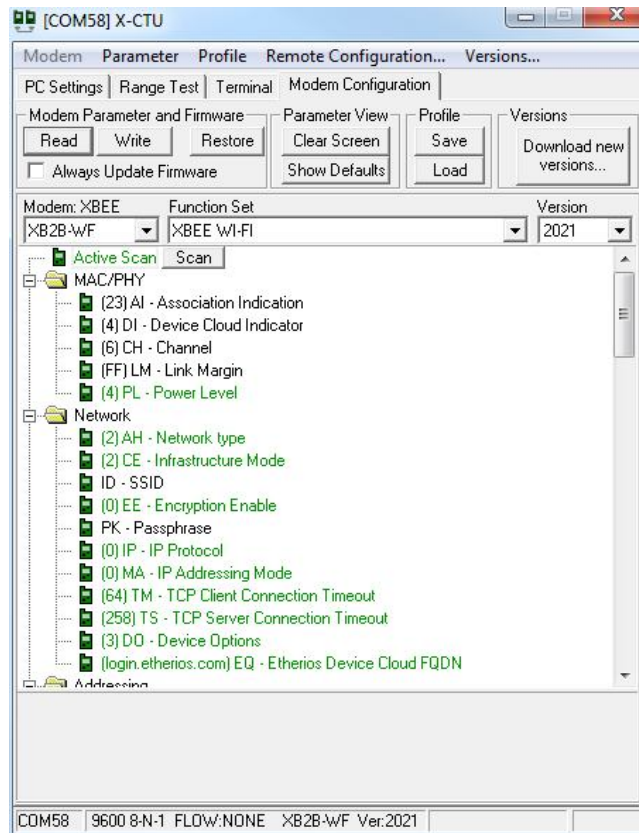 [COM58] X-CTU
Modem Parameter Profile Remote Configuration... Versions...
PC Settings Range Test Terminal Modem Configuration
Modem Parameter and Firmware Parameter View Profile Versions
Read Write Restore Clear Screen Save Download new versions...
Always Update Firmware Show Defaults Load
Modem: XBEE Function Set Version
XB2B-WF XBEE WI-FI 2021
Active Scan Scan
MAC/PHY
(23) AI - Association Indication
(4) DI - Device Cloud Indicator
(6) CH - Channel
(FF) LM - Link Margin
(4) PL - Power Level
Network
(2) AH - Network type
(2) CE - Infrastructure Mode
ID - SSID
(0) EE - Encryption Enable
PK - Passphrase
(0) IP - IP Protocol
(0) MA - IP Addressing Mode
(64) TM - TCP Client Connection Timeout
(258) TS - TCP Server Connection Timeout
(3) DO - Device Options
(login.etherios.com) EQ - Etherios Device Cloud FQDN
Addressing
COM58 9600 8-N-1 FLOW:NONE XB2B-WF Ver:2021